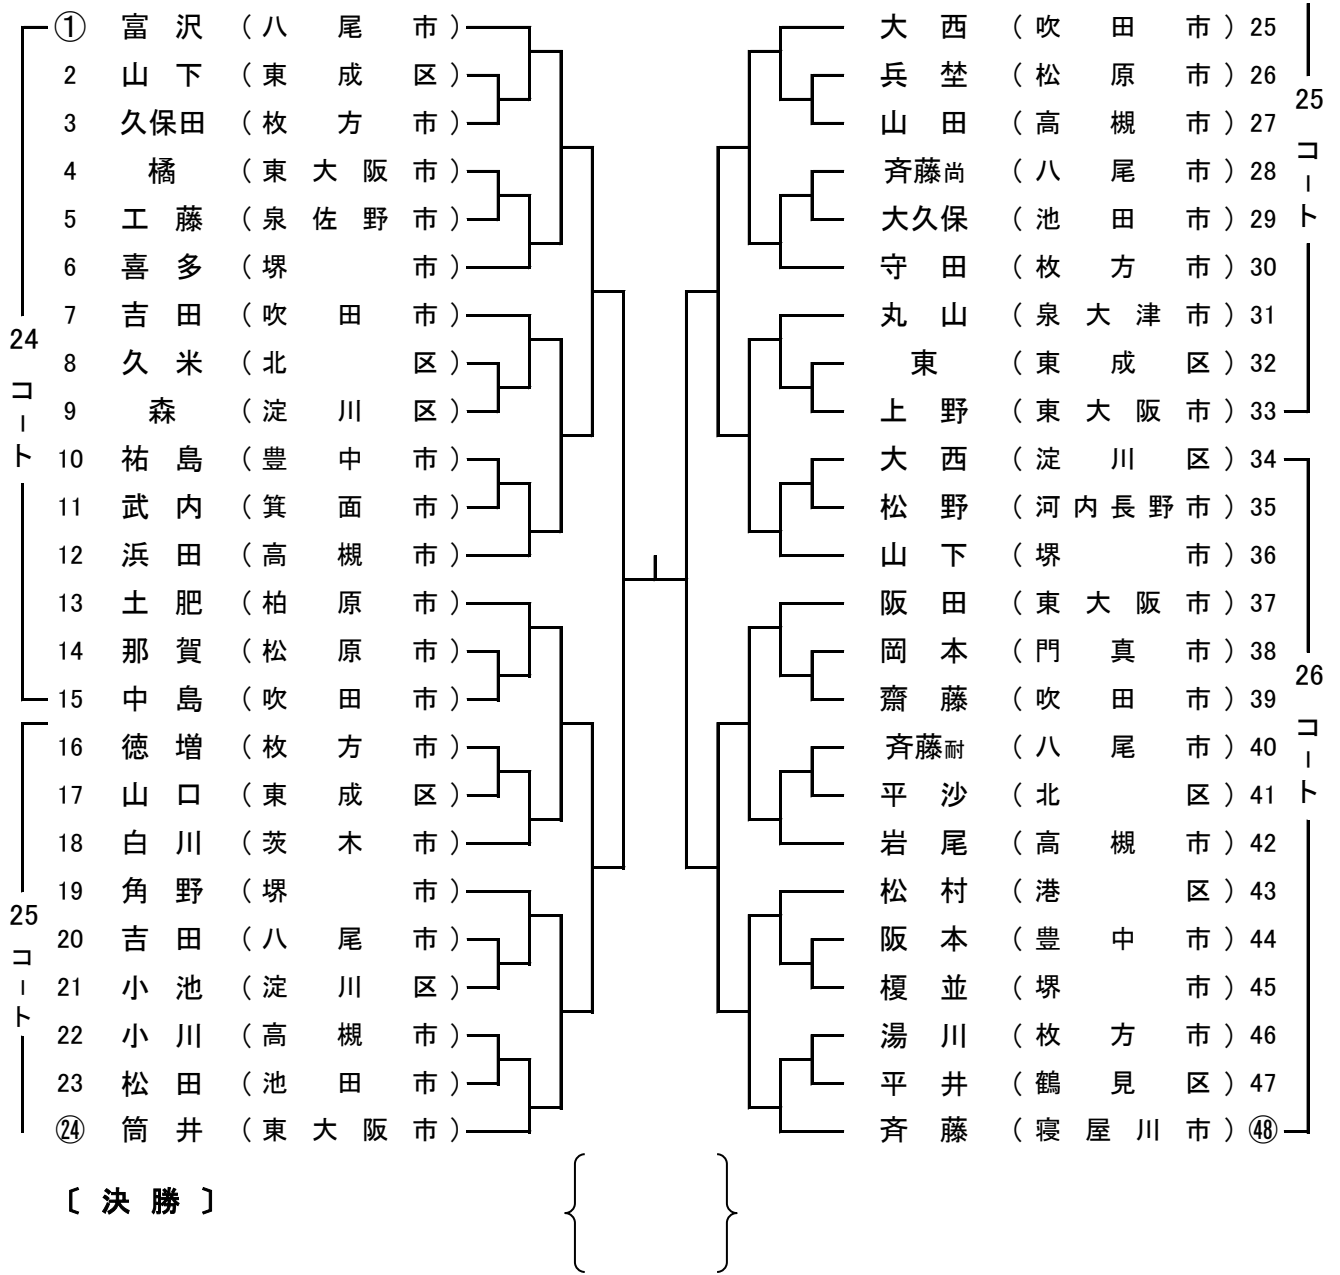 ① 富沢 (八尾市)
2 山下 (東成区)
3 久保田 (枚方市)
4 橘 (東大阪市)
5 工藤 (泉佐野市)
6 喜多 (堺市)
7 吉田 (吹田市)
8 久米 (北区)
9 森 (淀川区)
10 祐島 (豊中市)
11 武内 (箕面市)
12 浜田 (高槻市)
13 土肥 (柏原市)
14 那賀 (松原市)
15 中島 (吹田市)
24コート
16 徳増 (枚方市)
17 山口 (東成区)
18 白川 (茨木市)
19 角野 (堺市)
20 吉田 (八尾市)
21 小池 (淀川区)
22 小川 (高槻市)
23 松田 (池田市)
㉔ 筒井 (東大阪市)
25コート
大西 (吹田市) 25
兵埜 (松原市) 26
山田 (高槻市) 27
斉藤尚 (八尾市) 28
大久保 (池田市) 29
守田 (枚方市) 30
丸山 (泉大津市) 31
東 (東成区) 32
上野 (東大阪市) 33
25コート
大西 (淀川区) 34
松野 (河内長野市) 35
山下 (堺市) 36
阪田 (東大阪市) 37
岡本 (門真市) 38
齋藤 (吹田市) 39
斉藤耐 (八尾市) 40
平沙 (北区) 41
岩尾 (高槻市) 42
松村 (港区) 43
阪本 (豊中市) 44
榎並 (堺市) 45
湯川 (枚方市) 46
平井 (鶴見区) 47
斉藤 (寝屋川市) ㊽
26コート
〔決勝〕